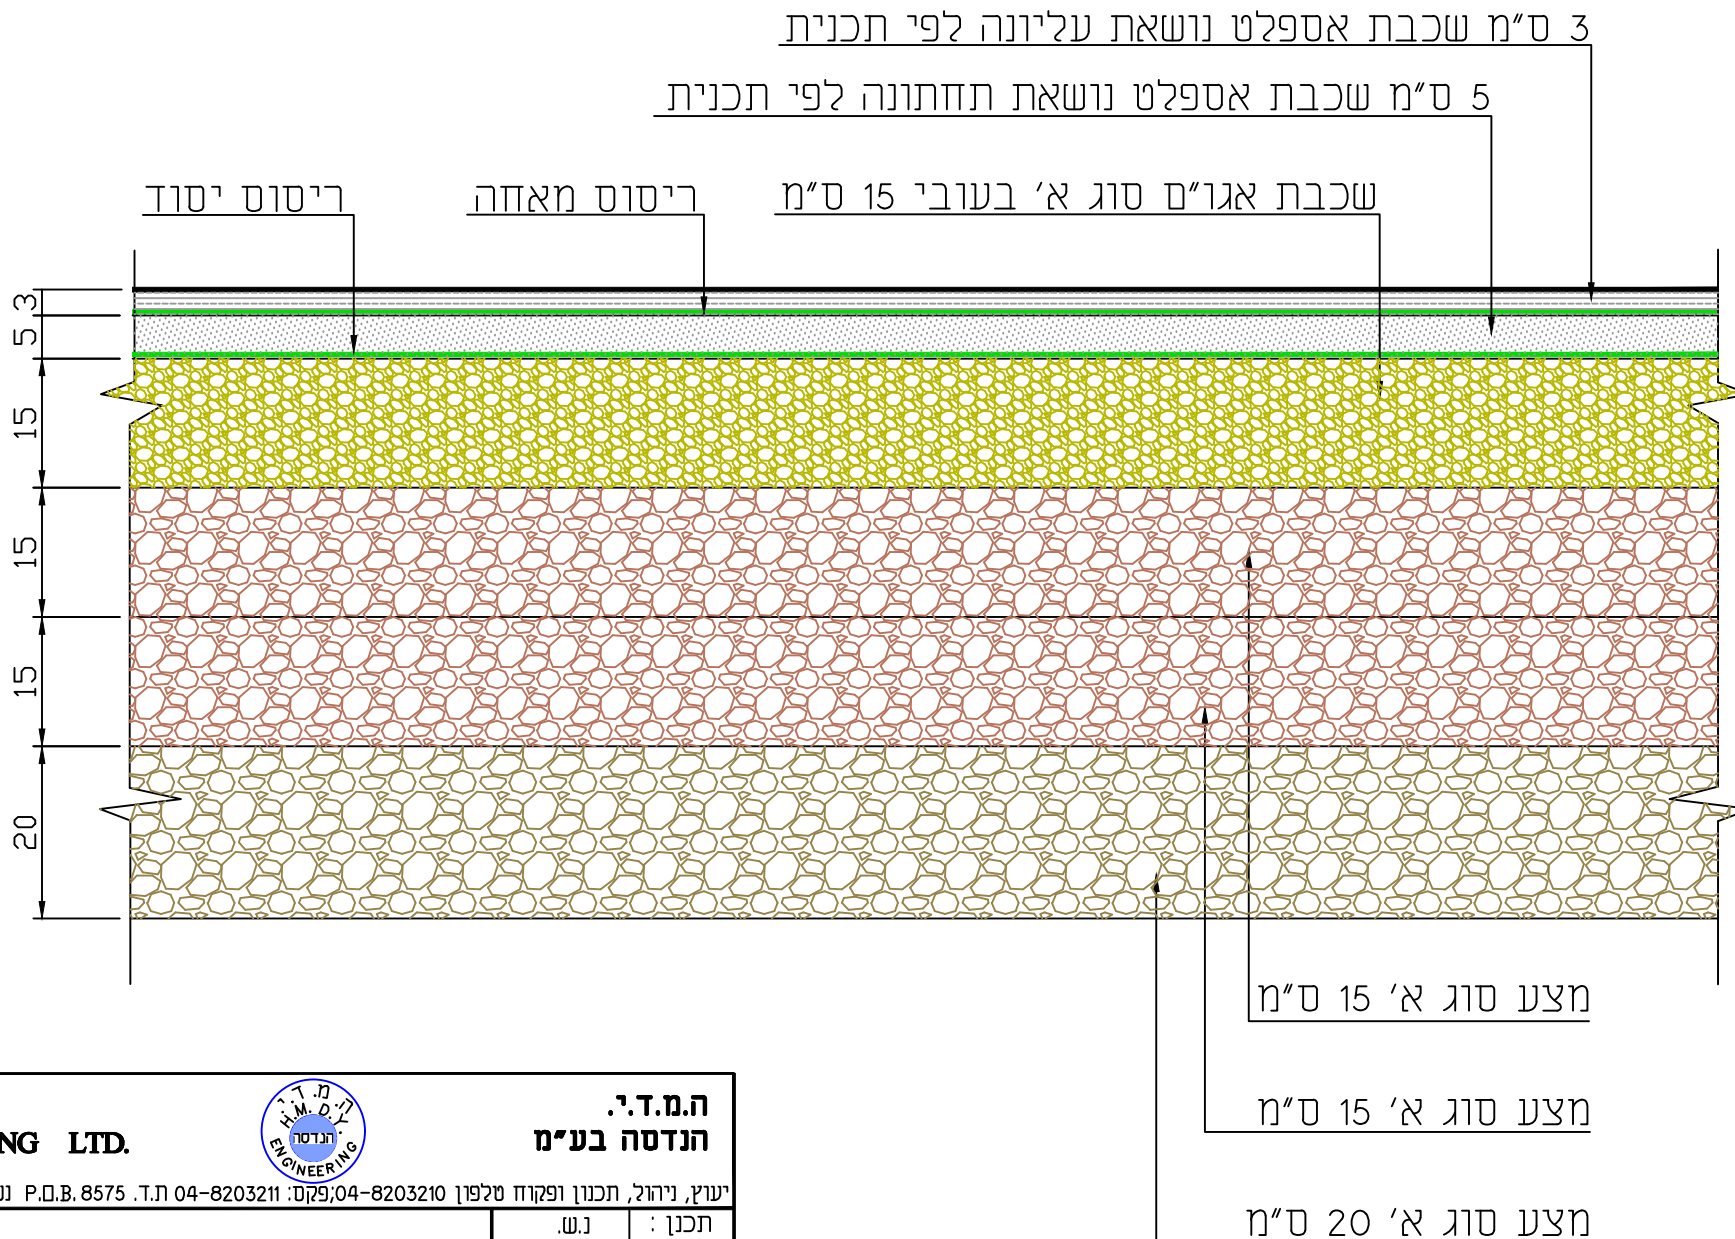 3 ס"מ שכבת אספלט נושאת עליונה לפי תכנית
5 ס"מ שכבת אספלט נושאת תחתונה לפי תכנית
שכבת אגו"ם סוג א' בעובי 15 ס"מ
ריסוס מאחה
ריסוס יסוד
3
5
15
15
15
20
מצע סוג א' 15 ס"מ
מצע סוג א' 15 ס"מ
מצע סוג א' 20 ס"מ
ה.מ.ד.י.
הנדסה בע"מ
ה.מ.ד.י.
H.M. D.Y.
הנדסה
ENGINEERING
LTD.
יעוץ, ניהול, תכנון ופקוח טלפון 04-8203210;פקס: 04-8203211 ת.ד. P.O.B. 8575
תכנן :
נ.ש.